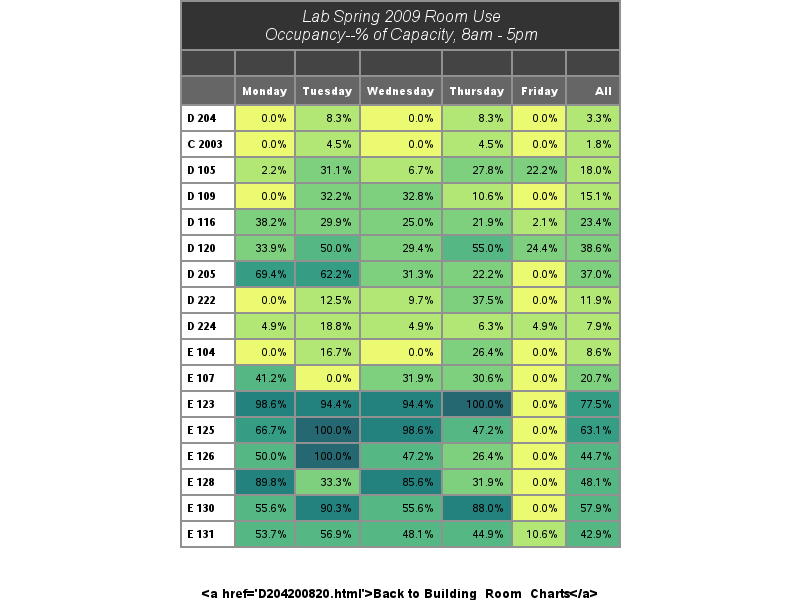 Lab Spring 2009 Room Use
Occupancy--% of Capacity, 8am - 5pm
Monday Tuesday Wednesday Thursday Friday All
D 204 0.0% 8.3% 0.0% 8.3% 0.0% 3.3%
C 2003 0.0% 4.5% 0.0% 4.5% 0.0% 1.8%
D 105 2.2% 31.1% 6.7% 27.8% 22.2% 18.0%
D 109 0.0% 32.2% 32.8% 10.6% 0.0% 15.1%
D 116 38.2% 29.9% 25.0% 21.9% 2.1% 23.4%
D 120 33.9% 50.0% 29.4% 55.0% 24.4% 38.6%
D 205 69.4% 62.2% 31.3% 22.2% 0.0% 37.0%
D 222 0.0% 12.5% 9.7% 37.5% 0.0% 11.9%
D 224 4.9% 18.8% 4.9% 6.3% 4.9% 7.9%
E 104 0.0% 16.7% 0.0% 26.4% 0.0% 8.6%
E 107 41.2% 0.0% 31.9% 30.6% 0.0% 20.7%
E 123 98.6% 94.4% 94.4% 100.0% 0.0% 77.5%
E 125 66.7% 100.0% 98.6% 47.2% 0.0% 63.1%
E 126 50.0% 100.0% 47.2% 26.4% 0.0% 44.7%
E 128 89.8% 33.3% 85.6% 31.9% 0.0% 48.1%
E 130 55.6% 90.3% 55.6% 88.0% 0.0% 57.9%
E 131 53.7% 56.9% 48.1% 44.9% 10.6% 42.9%
<a href='D204200820.html'>Back to Building_Room_Charts</a>